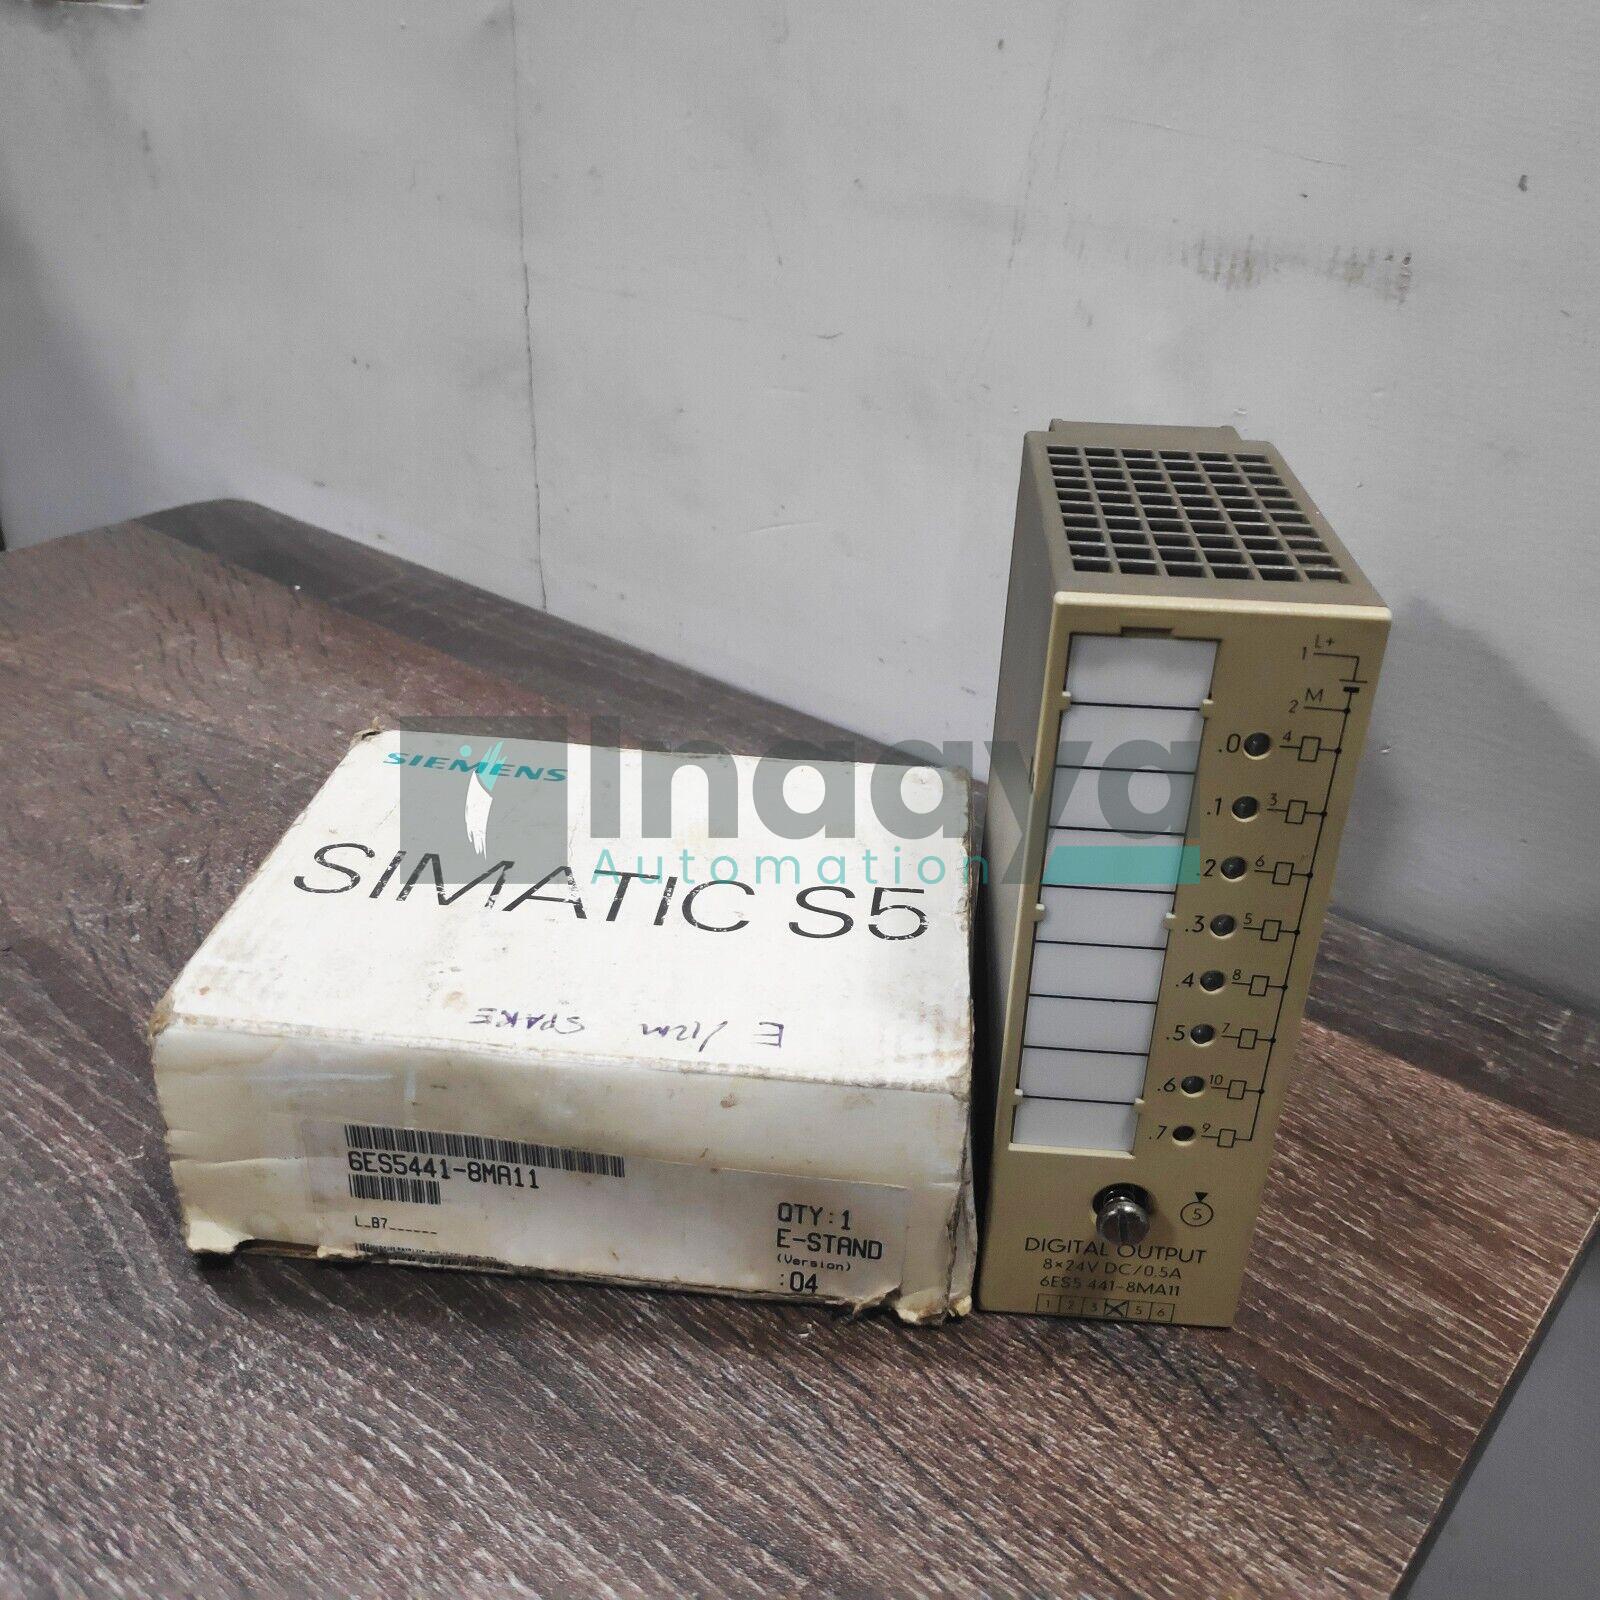 SIEMENS
SIMATIC S5
E/12M SPARE
6ES5441-8MA11
L_B7______
QTY:1
E-STAND
(Version)
:04
Inaaya
Automation
1 L+
2 M
.0 4
.1 3
.2 6
.3 5
.4 8
.5 7
.6 10
.7 9
5
DIGITAL OUTPUT
8×24V DC/0.5A
6ES5 441-8MA11
1 2 3 5 6